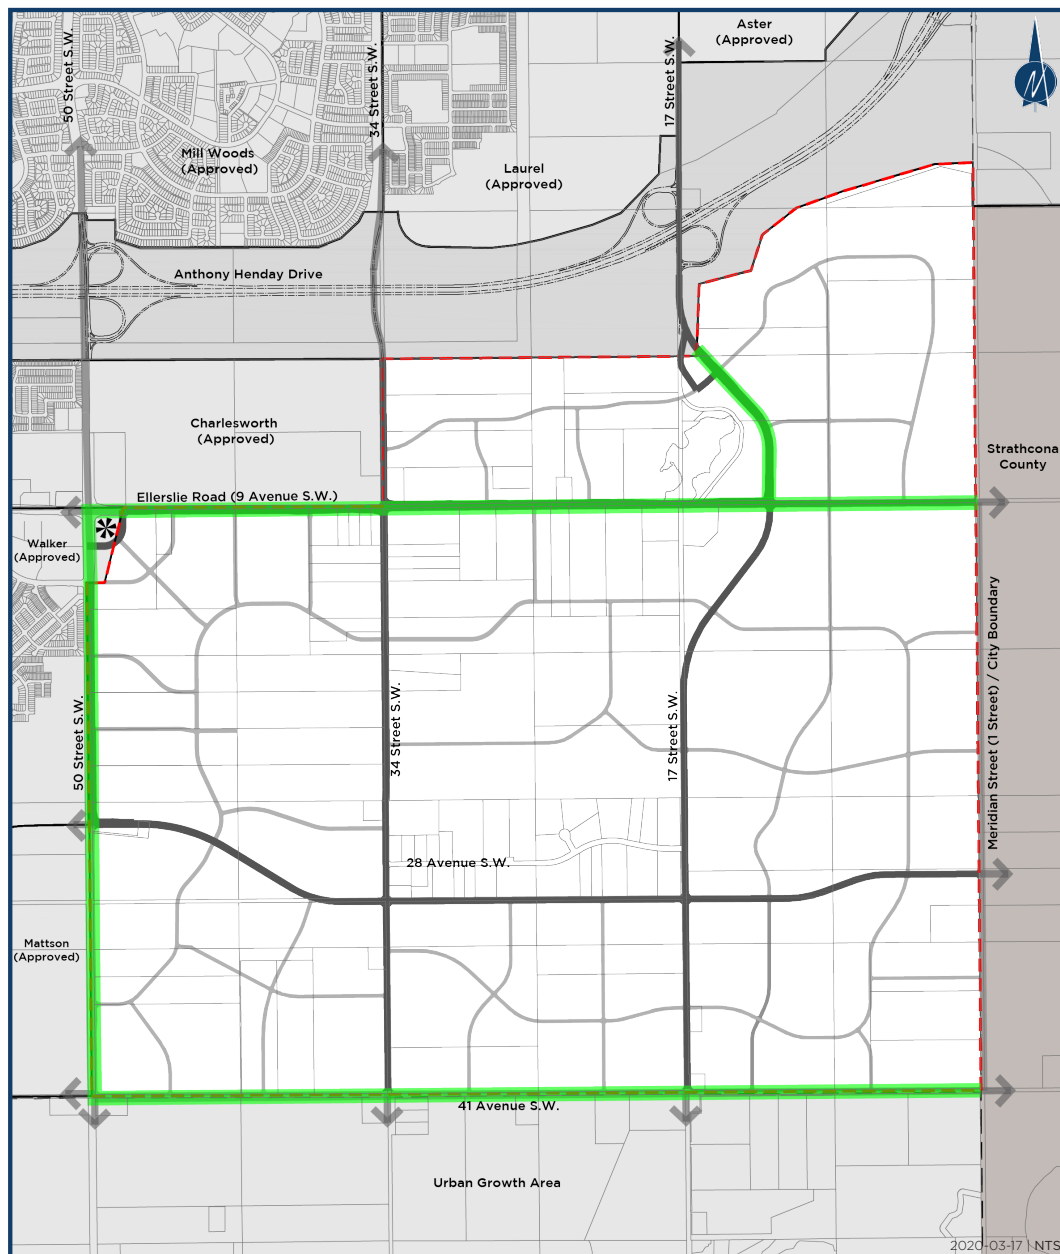 Aster
(Approved)
50 Street S.W.
34 Street S.W.
17 Street S.W.
Mill Woods
(Approved)
Laurel
(Approved)
Anthony Henday Drive
Charlesworth
(Approved)
Strathcona
County
Ellerslie Road (9 Avenue S.W.)
Walker
(Approved)
Meridian Street (1 Street) / City Boundary
50 Street S.W.
34 Street S.W.
17 Street S.W.
28 Avenue S.W.
Mattson
(Approved)
41 Avenue S.W.
Urban Growth Area
2020-03-17 | NTS